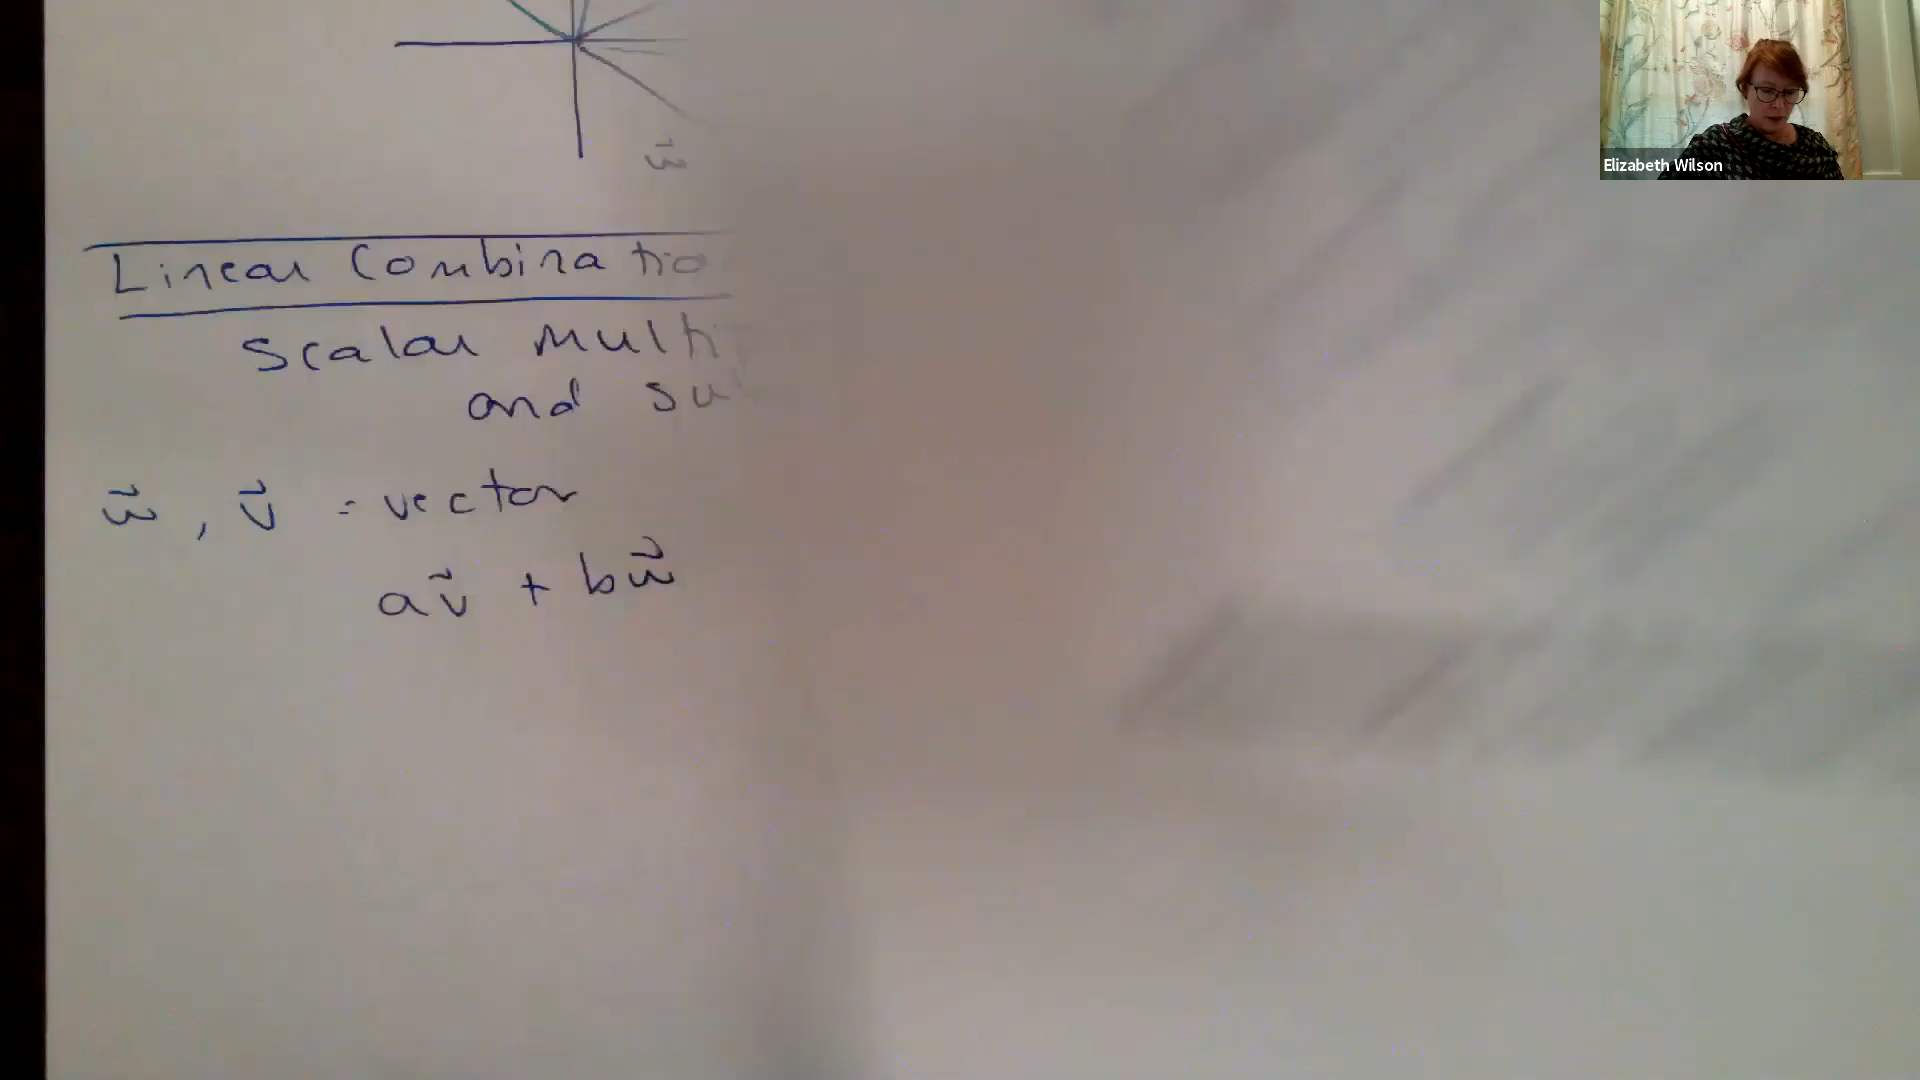 Elizabeth Wilson
w⃗
Linear Combinatio
Scalar Multi
and su
w⃗ , v⃗ = vector
av⃗ + bw⃗